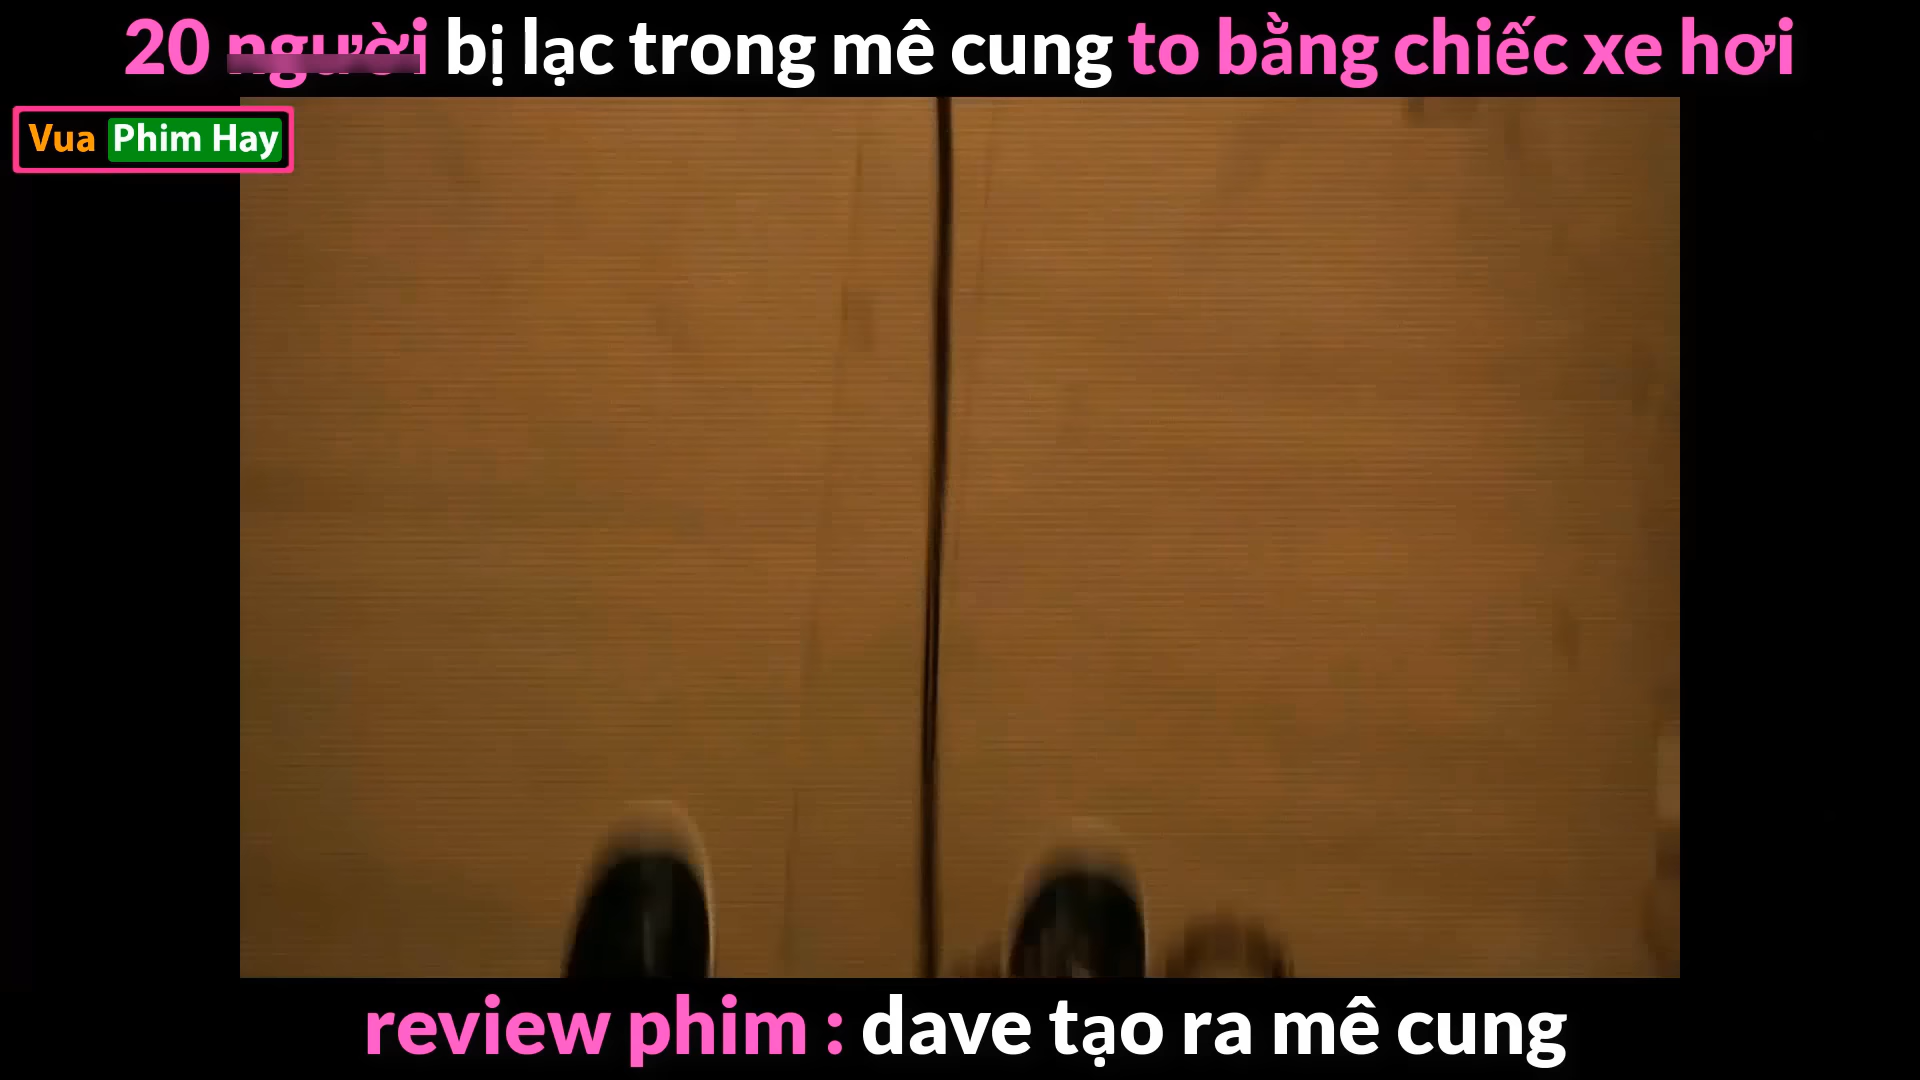 20 người bị lạc trong mê cung to bằng chiếc xe hơi
Vua Phim Hay
review phim : dave tạo ra mê cung